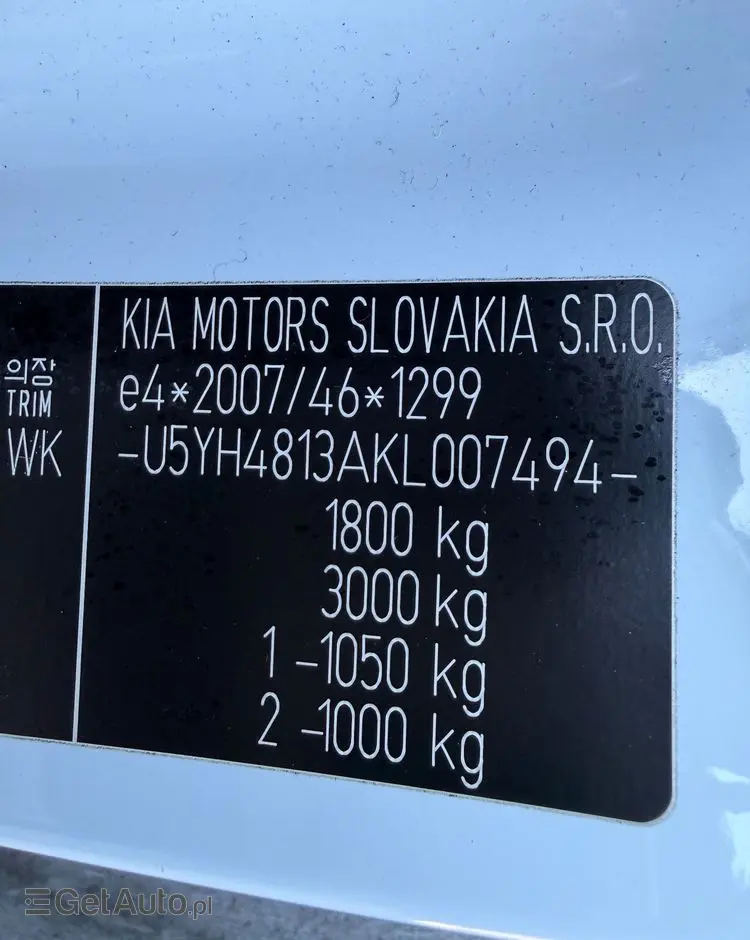 의장
TRIM
WK
KIA MOTORS SLOVAKIA S.R.O.
e4*2007/46*1299
-U5YH4813AKL007494-
1800 kg
3000 kg
1 -1050 kg
2 -1000 kg
GetAuto.pl